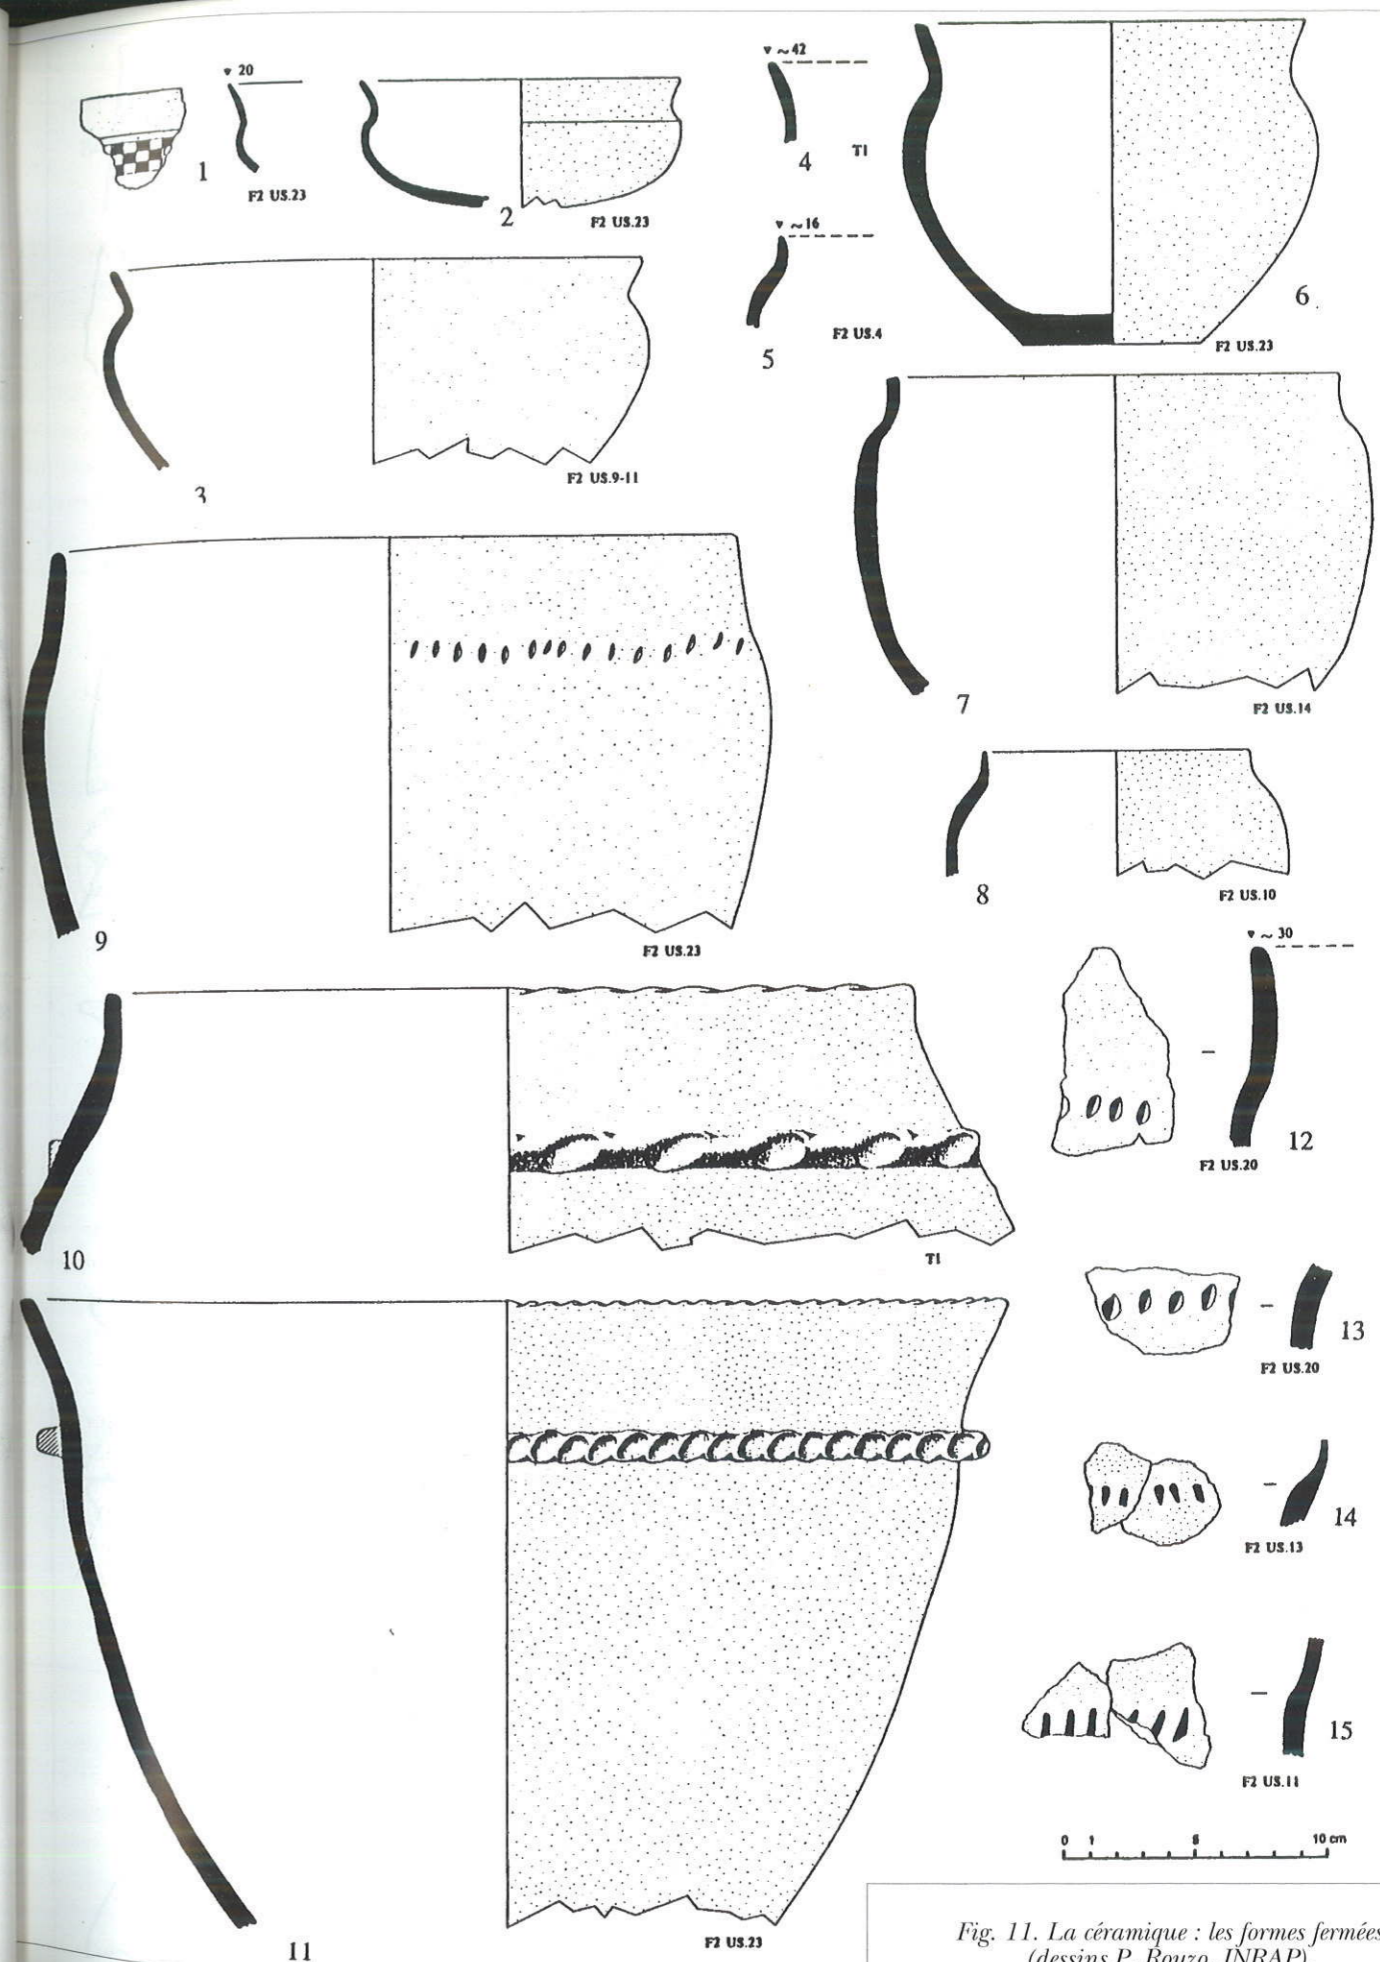 ▼ 20
1
F2 US.23
2
F2 US.23
▼ ~ 42
4
T1
▼ ~ 16
5
F2 US.4
6
F2 US.23
3
F2 US.9-11
7
F2 US.14
8
F2 US.10
9
F2 US.23
▼ ~ 30
12
F2 US.20
10
T1
13
F2 US.20
14
F2 US.13
15
F2 US.11
11
F2 US.23
0 1 5 10 cm
Fig. 11. La céramique : les formes fermées
(dessins P. Rouzo, INRAP)